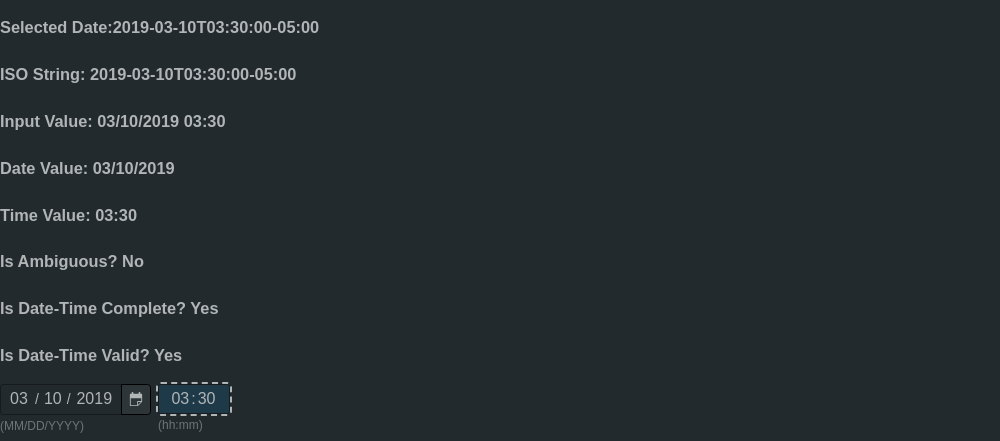 Selected Date:2019-03-10T03:30:00-05:00
ISO String: 2019-03-10T03:30:00-05:00
Input Value: 03/10/2019 03:30
Date Value: 03/10/2019
Time Value: 03:30
Is Ambiguous? No
Is Date-Time Complete? Yes
Is Date-Time Valid? Yes
03 / 10 / 2019 03:30
(MM/DD/YYYY) (hh:mm)